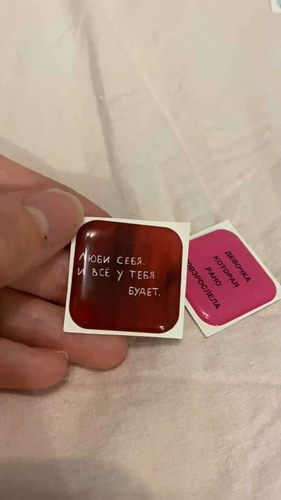 ЛЮБИ СЕБЯ.
И ВСЁ У ТЕБЯ
БУДЕТ.
ДЕВОЧКА
КОТОРАЯ
РАНО
ПОВЗРОСЛЕЛА